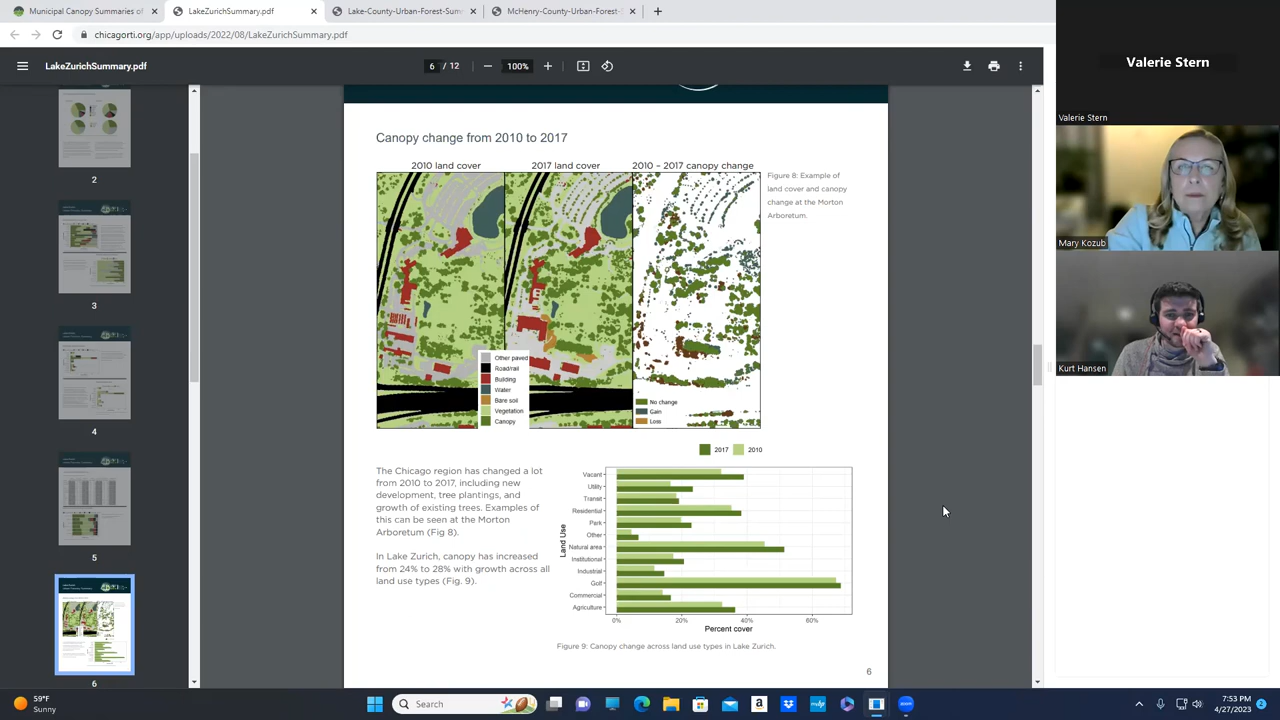 Municipal Canopy Summaries of
LakeZurichSummary.pdf
Lake-County-Urban-Forest-Sum
McHenry-County-Urban-Forest-S
chicagorti.org/app/uploads/2022/08/LakeZurichSummary.pdf
LakeZurichSummary.pdf
6 / 12
100%
2
3
4
5
6
Canopy change from 2010 to 2017
2010 land cover
2017 land cover
2010 – 2017 canopy change
Figure 8: Example of
land cover and canopy
change at the Morton
Arboretum.
Other paved
Road/rail
Building
Water
Bare soil
Vegetation
Canopy
No change
Gain
Loss
The Chicago region has changed a lot
from 2010 to 2017, including new
development, tree plantings, and
growth of existing trees. Examples of
this can be seen at the Morton
Arboretum (Fig 8).
In Lake Zurich, canopy has increased
from 24% to 28% with growth across all
land use types (Fig. 9).
2017 2010
Land Use
Vacant
Utility
Transit
Residential
Park
Other
Natural area
Institutional
Industrial
Golf
Commercial
Agriculture
0% 20% 40% 60%
Percent cover
Figure 9: Canopy change across land use types in Lake Zurich.
6
Valerie Stern
Valerie Stern
Mary Kozub
Kurt Hansen
59°F
Sunny
Search
zoom
7:53 PM
4/27/2023
2